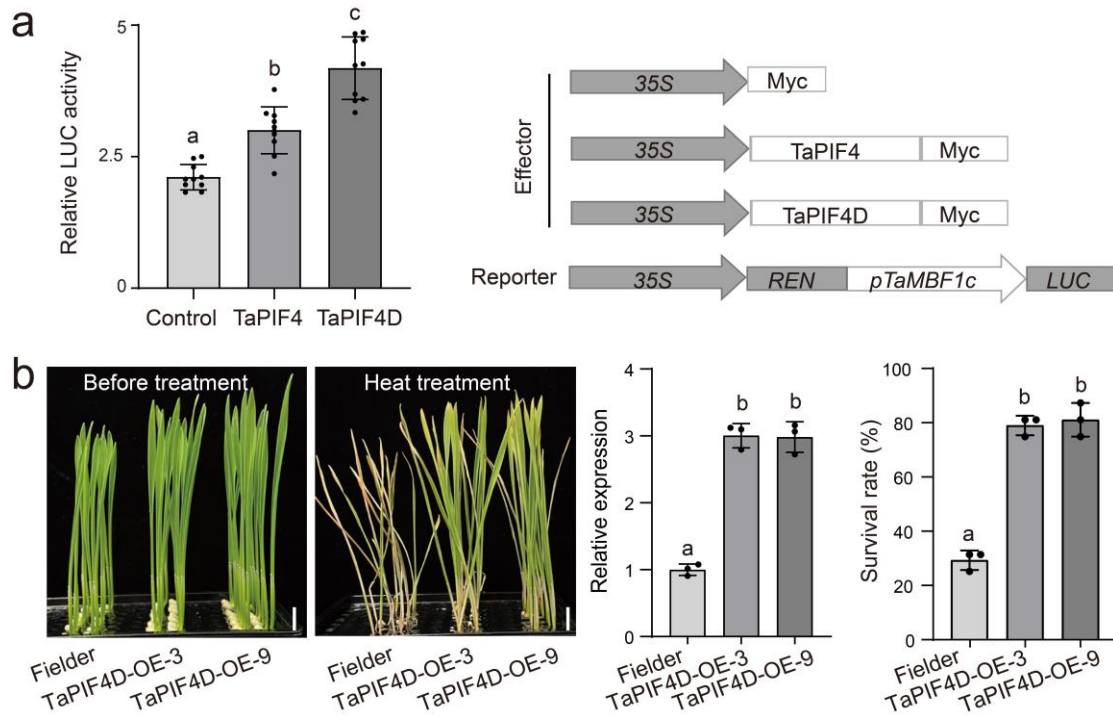 a
Relative LUC activity
5
2.5
0
a
b
c
Control
TaPIF4
TaPIF4D
Effector
35S
Myc
35S
TaPIF4
Myc
35S
TaPIF4D
Myc
Reporter
35S
REN
pTaMBF1c
LUC
b
Before treatment
Heat treatment
Fielder
TaPIF4D-OE-3
TaPIF4D-OE-9
Fielder
TaPIF4D-OE-3
TaPIF4D-OE-9
Relative expression
4
3
2
1
0
a
b
b
Fielder
TaPIF4D-OE-3
TaPIF4D-OE-9
Survival rate (%)
100
80
60
40
20
0
a
b
b
Fielder
TaPIF4D-OE-3
TaPIF4D-OE-9